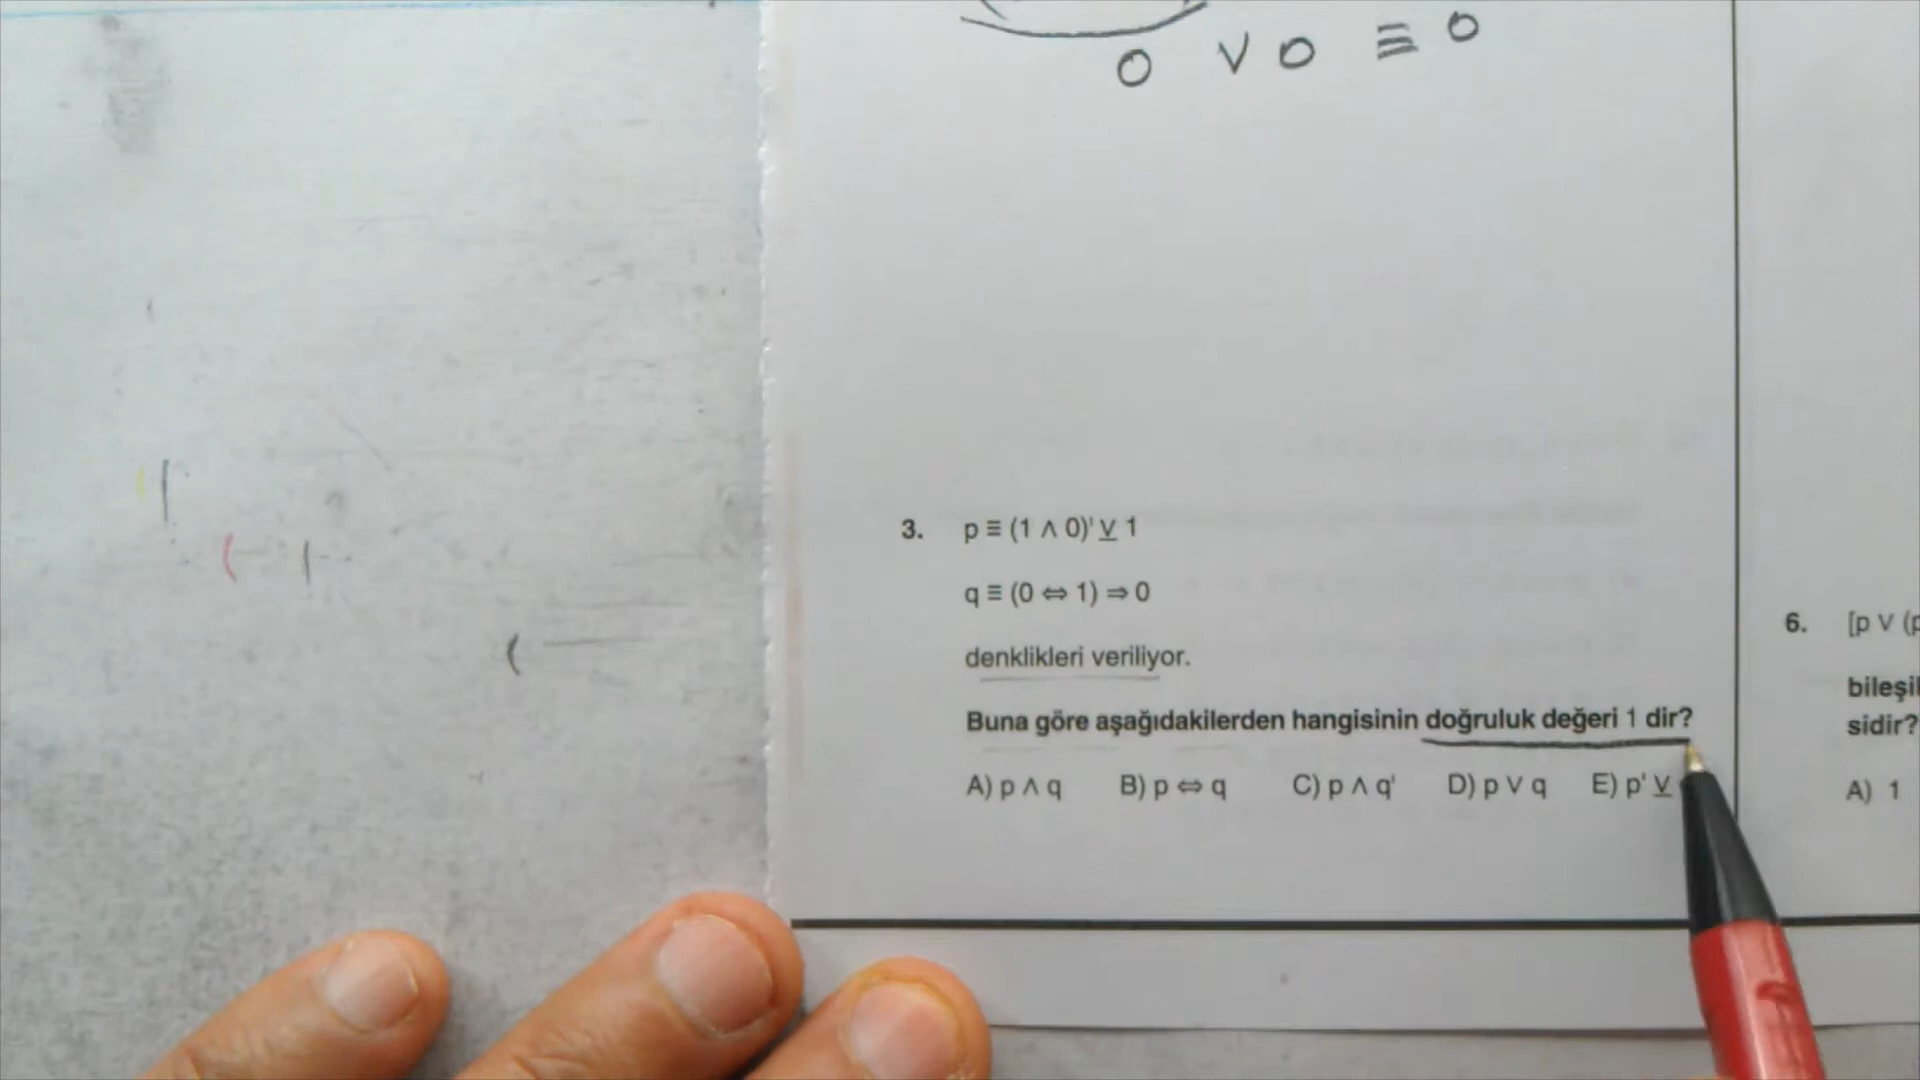 0 ∨ 0 ≡ 0
3. p ≡ (1 ∧ 0)' ⊻ 1
q ≡ (0 ⇔ 1) ⇒ 0
denklikleri veriliyor.
Buna göre aşağıdakilerden hangisinin doğruluk değeri 1 dir?
A) p ∧ q B) p ⇔ q C) p ∧ q' D) p ∨ q E) p' ⊻
6. [p ∨ (p
bileşil
sidir?
A) 1